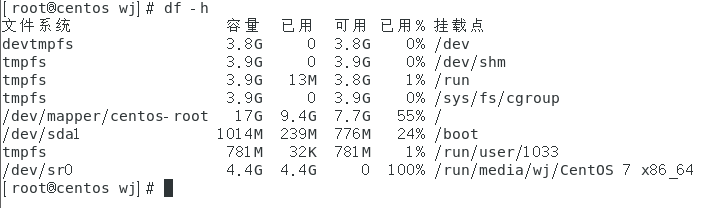 [root@centos wj]# df -h
文件系统 容量 已用 可用 已用% 挂载点
devtmpfs 3.8G 0 3.8G 0% /dev
tmpfs 3.9G 0 3.9G 0% /dev/shm
tmpfs 3.9G 13M 3.8G 1% /run
tmpfs 3.9G 0 3.9G 0% /sys/fs/cgroup
/dev/mapper/centos-root 17G 9.4G 7.7G 55% /
/dev/sda1 1014M 239M 776M 24% /boot
tmpfs 781M 32K 781M 1% /run/user/1033
/dev/sr0 4.4G 4.4G 0 100% /run/media/wj/CentOS 7 x86_64
[root@centos wj]#